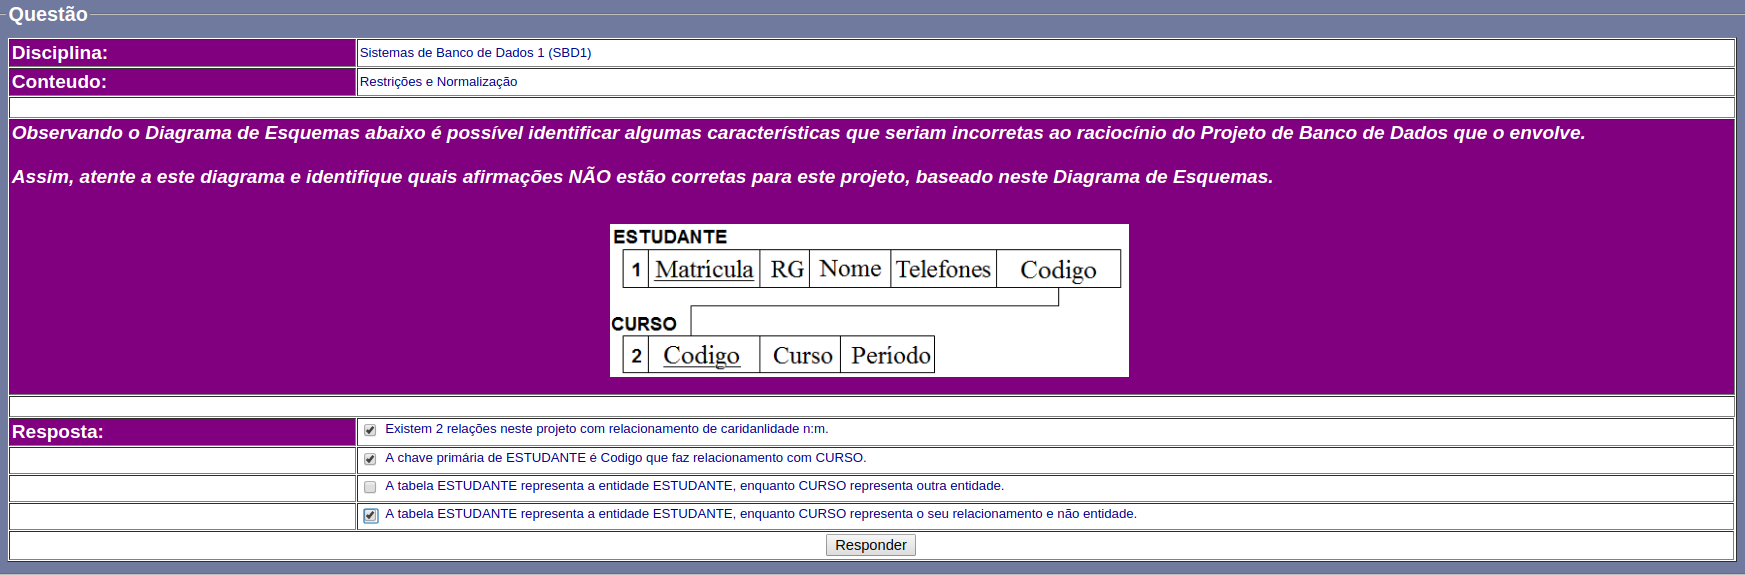 Questão
Disciplina: Sistemas de Banco de Dados 1 (SBD1)
Conteudo: Restrições e Normalização
Observando o Diagrama de Esquemas abaixo é possível identificar algumas características que seriam incorretas ao raciocínio do Projeto de Banco de Dados que o envolve.
Assim, atente a este diagrama e identifique quais afirmações NÃO estão corretas para este projeto, baseado neste Diagrama de Esquemas.
ESTUDANTE
1 Matrícula RG Nome Telefones Codigo
CURSO
2 Codigo Curso Período
Resposta: Existem 2 relações neste projeto com relacionamento de caridanlidade n:m.
A chave primária de ESTUDANTE é Codigo que faz relacionamento com CURSO.
A tabela ESTUDANTE representa a entidade ESTUDANTE, enquanto CURSO representa outra entidade.
A tabela ESTUDANTE representa a entidade ESTUDANTE, enquanto CURSO representa o seu relacionamento e não entidade.
Responder